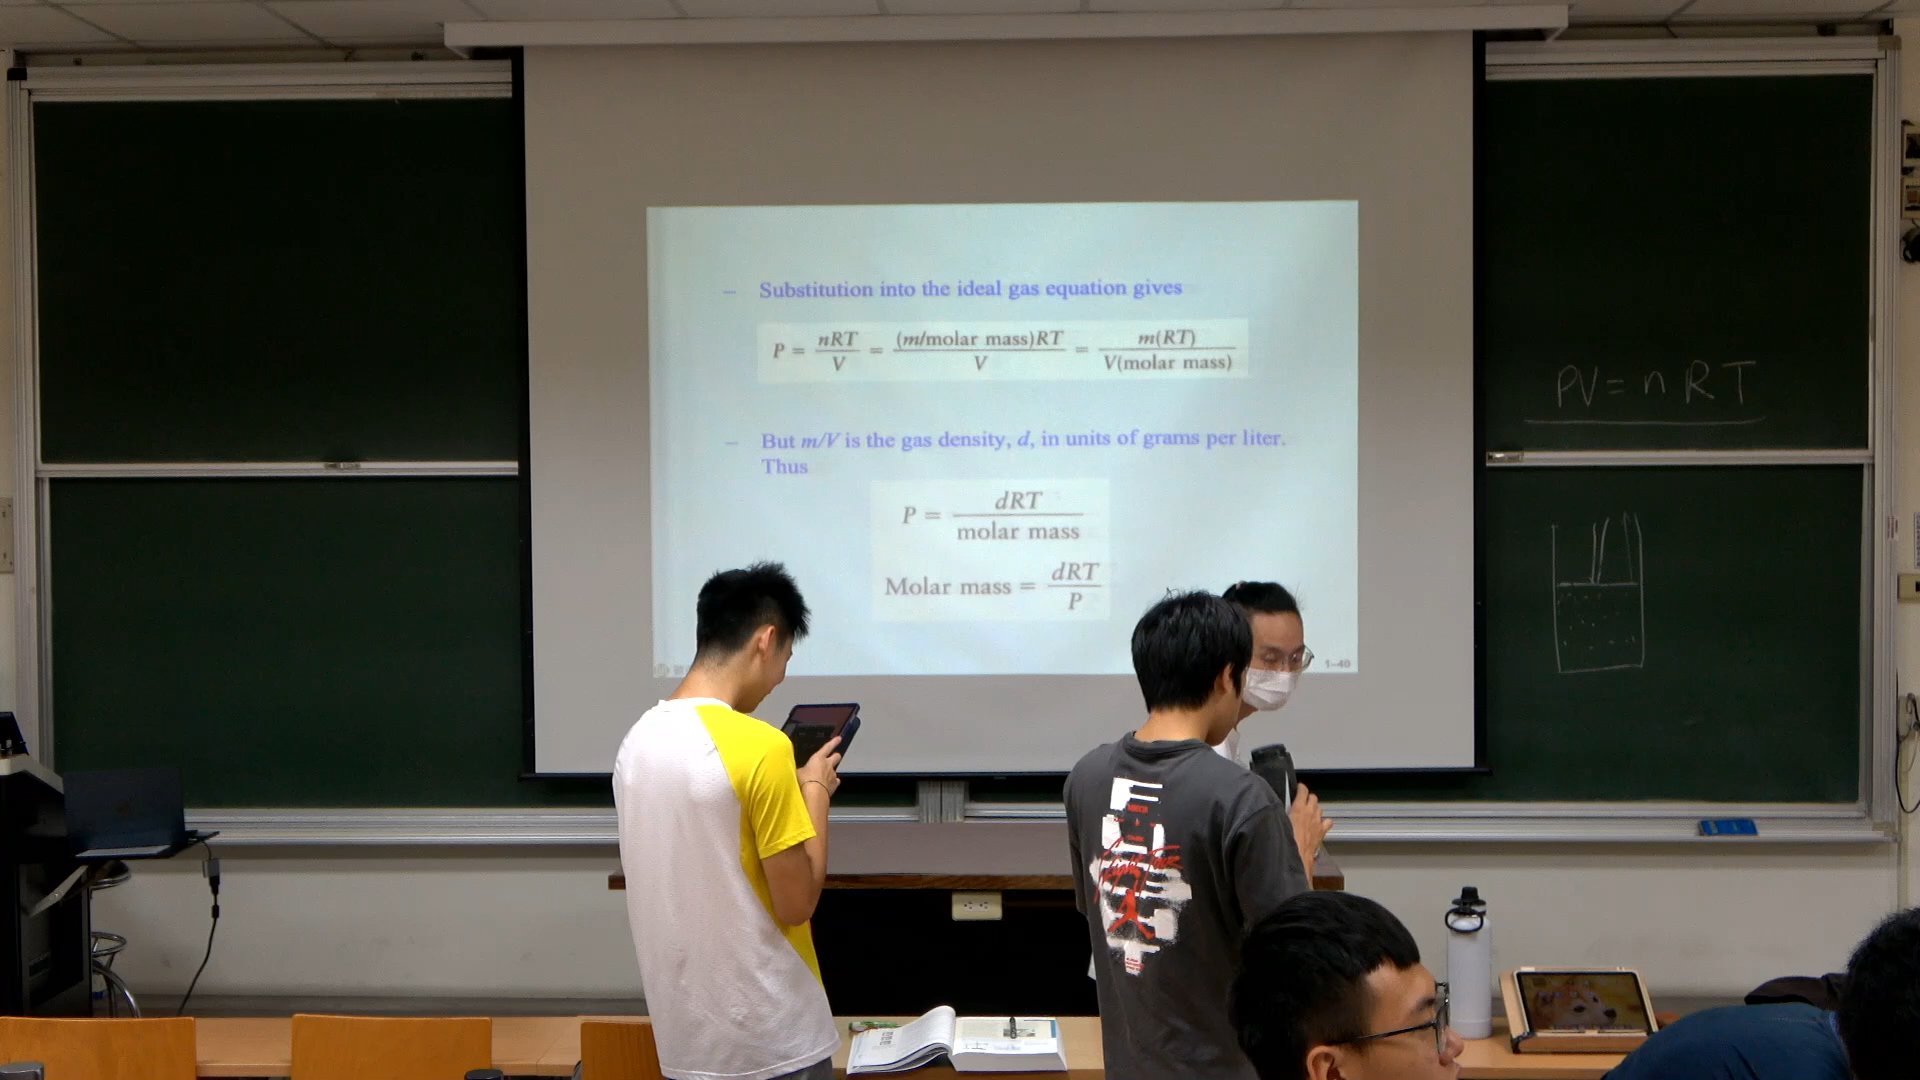 – Substitution into the ideal gas equation gives
P = nRT/V = (m/molar mass)RT/V = m(RT)/V(molar mass)
– But m/V is the gas density, d, in units of grams per liter.
Thus
P = dRT/molar mass
Molar mass = dRT/P
1–40
PV = nRT
Flight